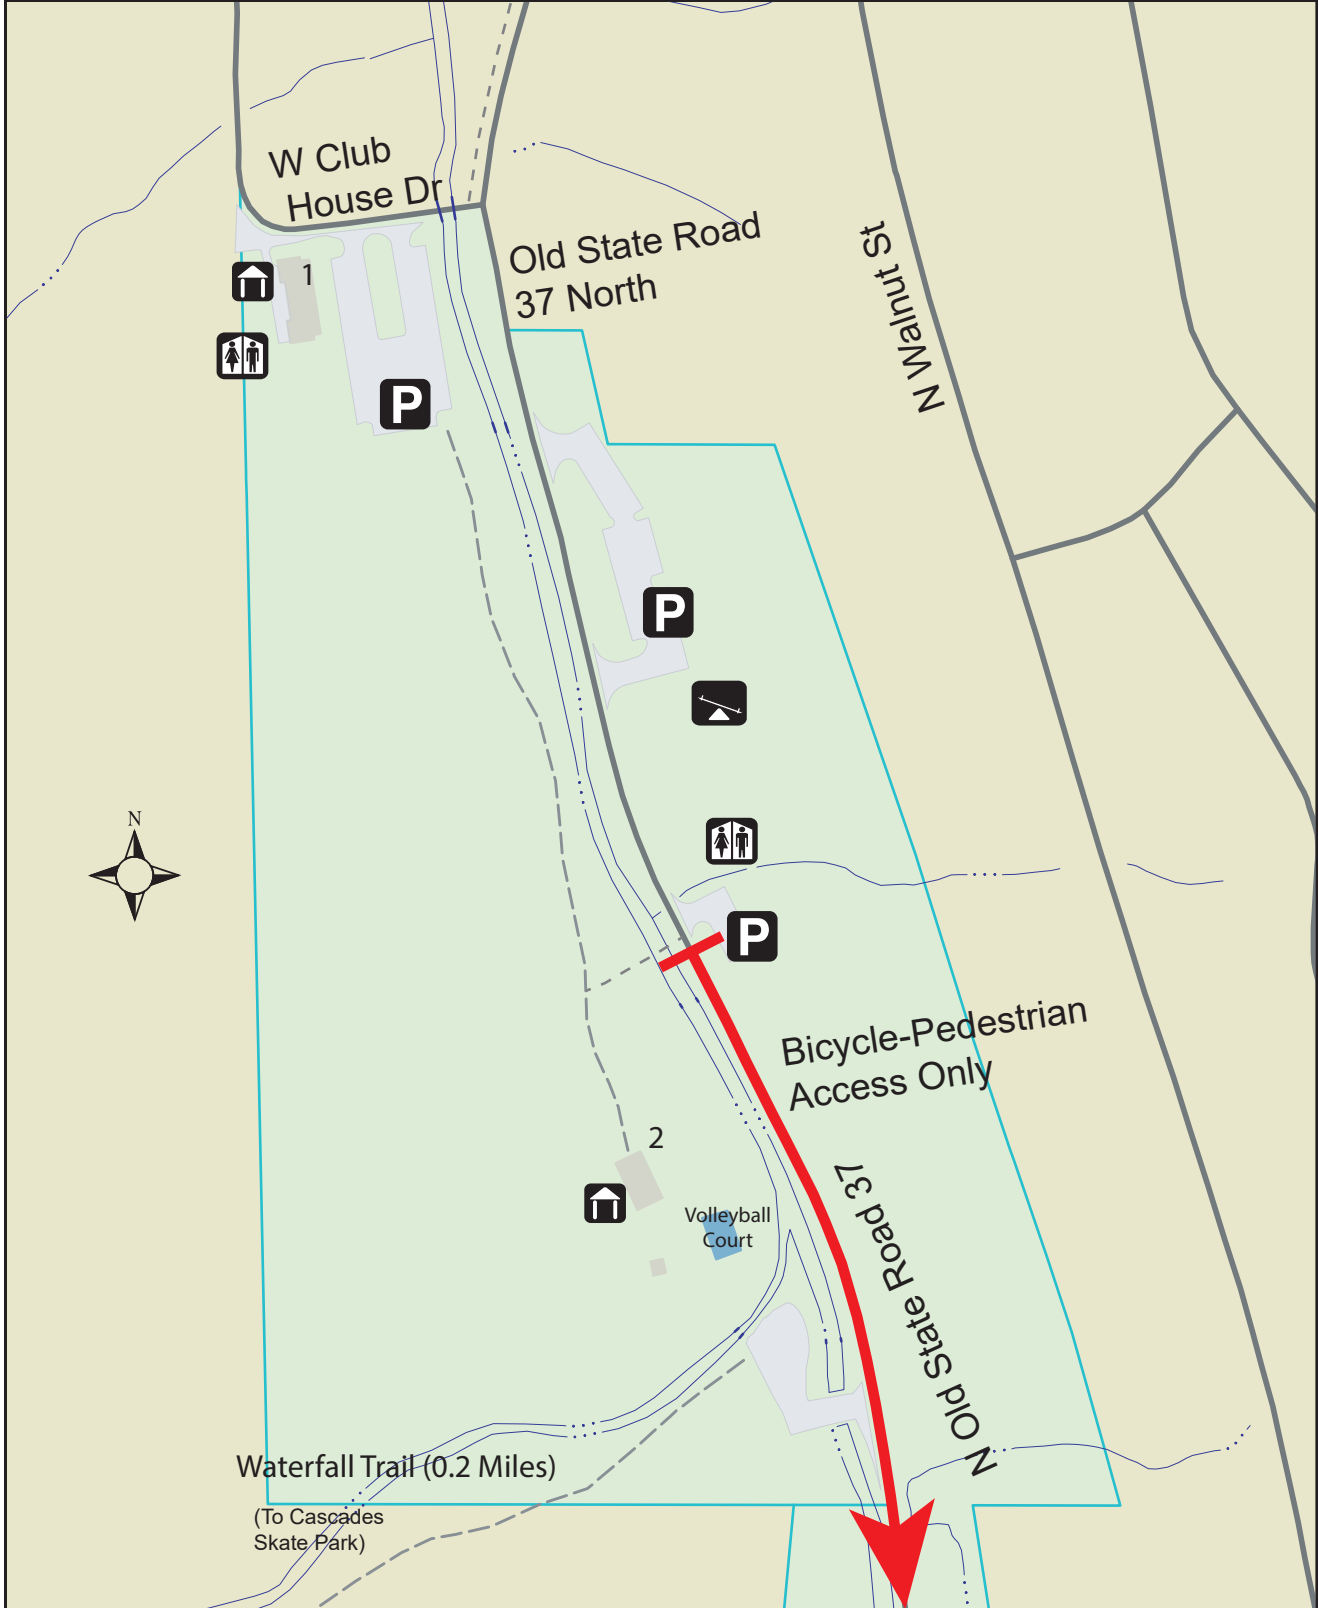 W Club
House Dr
Old State Road
37 North
N Walnut St
1
P
P
N
P
Bicycle-Pedestrian
Access Only
2
Volleyball
Court
N Old State Road 37
Waterfall Trail (0.2 Miles)
(To Cascades
Skate Park)